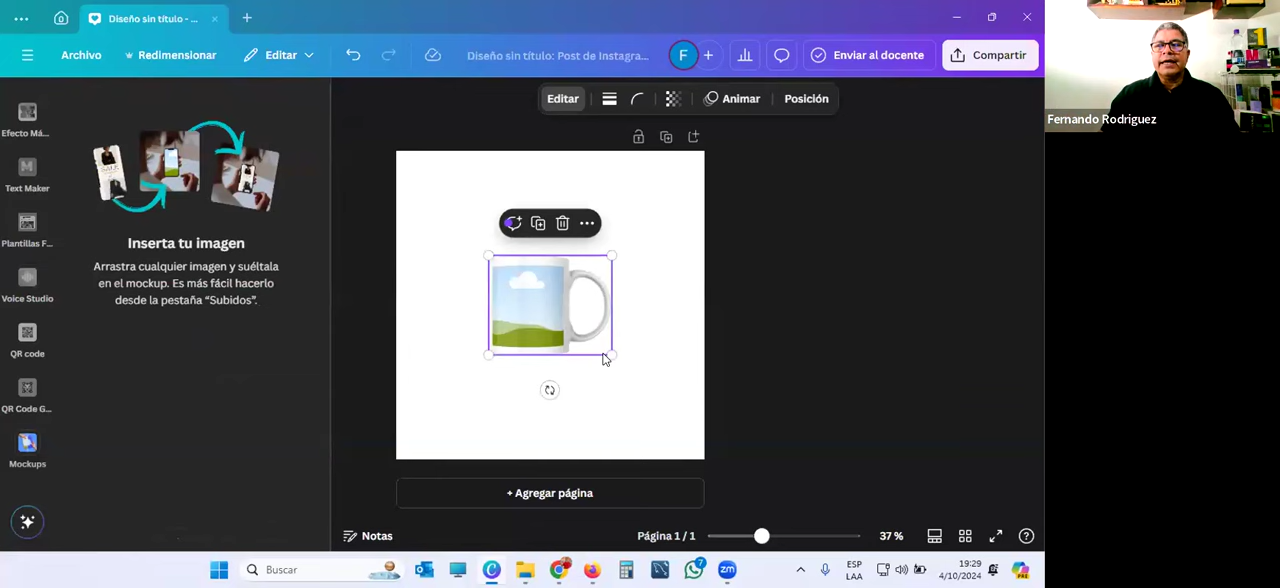 Diseño sin título - ...
Archivo
Redimensionar
Editar
Diseño sin título: Post de Instagra...
F
Enviar al docente
Compartir
Editar
Animar
Posición
Efecto Má...
Text Maker
Plantillas F...
Voice Studio
QR code
QR Code G...
Mockups
Inserta tu imagen
Arrastra cualquier imagen y suéltala
en el mockup. Es más fácil hacerlo
desde la pestaña “Subidos”.
+ Agregar página
Notas
Página 1 / 1
37 %
Buscar
ESP
LAA
19:29
4/10/2024
Fernando Rodriguez